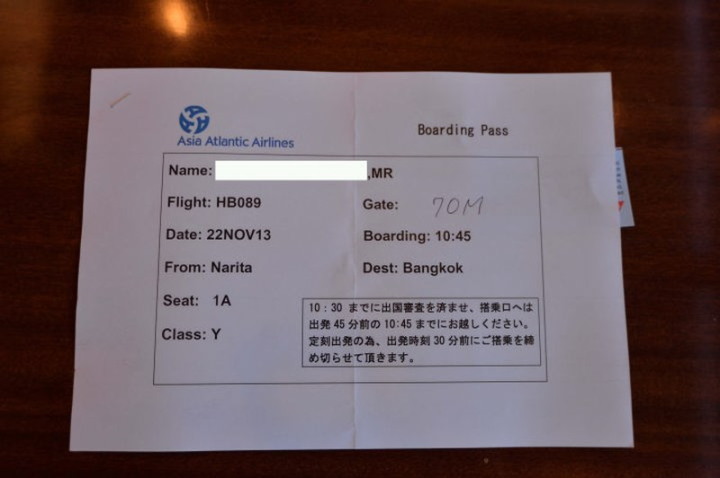 Asia Atlantic Airlines
Boarding Pass
Name: ,MR
Flight: HB089
Gate: 70M
Date: 22NOV13
Boarding: 10:45
From: Narita
Dest: Bangkok
Seat: 1A
Class: Y
10：30 までに出国審査を済ませ、搭乗口へは
出発 45 分前の 10:45 までにお越しください。
定刻出発の為、出発時刻 30 分前にご搭乗を締
め切らせて頂きます。